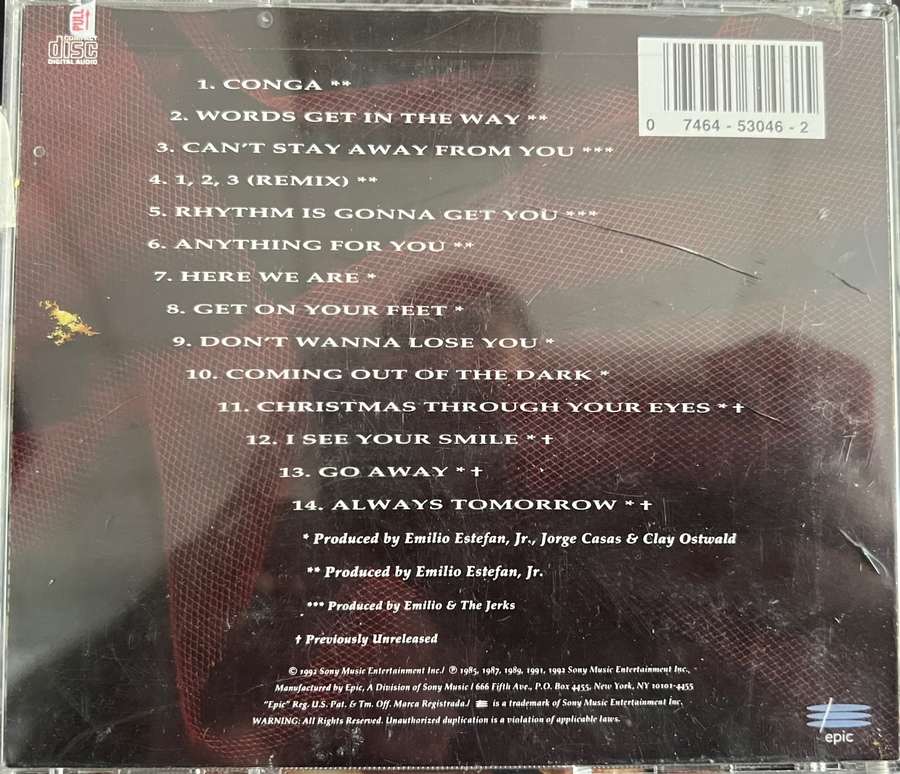 PULL
COMPACT
disc
DIGITAL AUDIO
0 7464 - 53046 - 2
1. CONGA **
2. WORDS GET IN THE WAY **
3. CAN'T STAY AWAY FROM YOU ***
4. 1, 2, 3 (REMIX) **
5. RHYTHM IS GONNA GET YOU ***
6. ANYTHING FOR YOU **
7. HERE WE ARE *
8. GET ON YOUR FEET *
9. DON'T WANNA LOSE YOU *
10. COMING OUT OF THE DARK *
11. CHRISTMAS THROUGH YOUR EYES * †
12. I SEE YOUR SMILE * †
13. GO AWAY * †
14. ALWAYS TOMORROW * †
* Produced by Emilio Estefan, Jr., Jorge Casas & Clay Ostwald
** Produced by Emilio Estefan, Jr.
*** Produced by Emilio & The Jerks
† Previously Unreleased
© 1992 Sony Music Entertainment Inc./ ℗ 1985, 1987, 1989, 1991, 1992 Sony Music Entertainment Inc.,
Manufactured by Epic, A Division of Sony Music / 666 Fifth Ave., P.O. Box 4455, New York, NY 10101-4455
"Epic" Reg. U.S. Pat. & Tm. Off. Marca Registrada./ is a trademark of Sony Music Entertainment Inc.
WARNING: All Rights Reserved. Unauthorized duplication is a violation of applicable laws.
epic